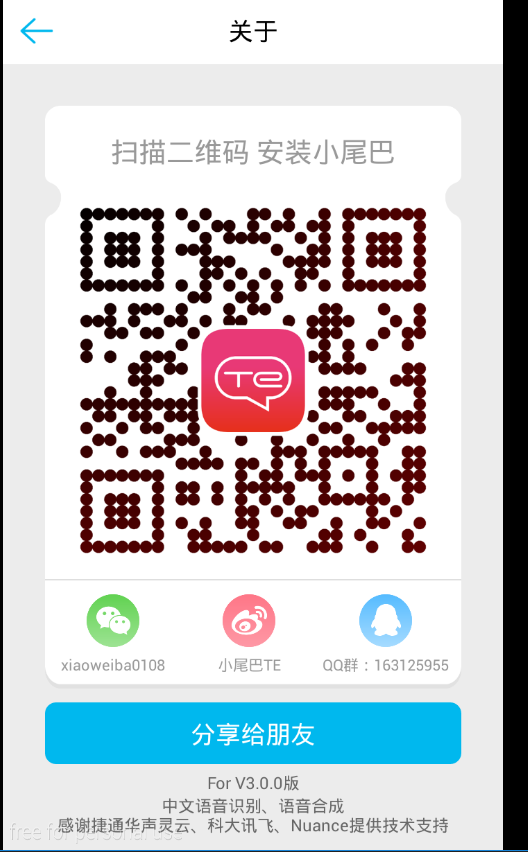 关于
扫描二维码 安装小尾巴
TE
xiaoweiba0108
小尾巴TE
QQ群：163125955
分享给朋友
For V3.0.0版
中文语音识别、语音合成
感谢捷通华声灵云、科大讯飞、Nuance提供技术支持
free for personal use